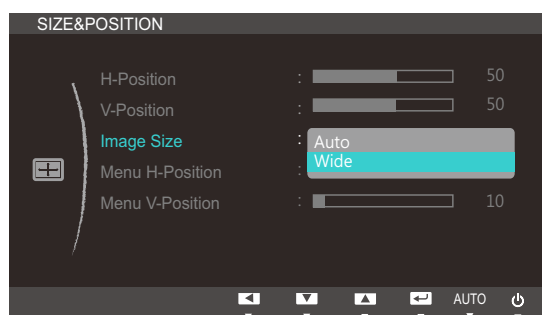 SIZE&POSITION
H-Position : 50
V-Position : 50
Image Size : Auto
Wide
Menu H-Position :
Menu V-Position : 10
AUTO